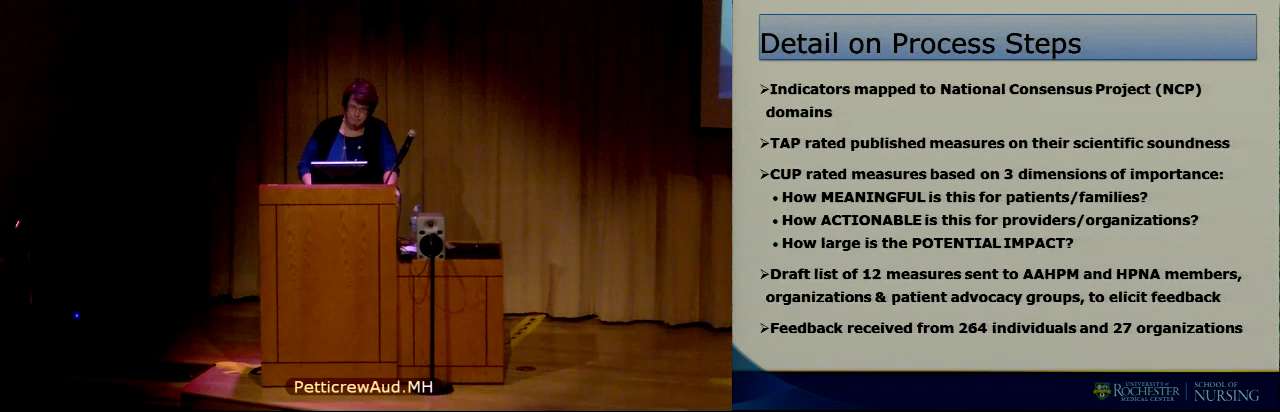 Detail on Process Steps
➢Indicators mapped to National Consensus Project (NCP)
domains
➢TAP rated published measures on their scientific soundness
➢CUP rated measures based on 3 dimensions of importance:
• How MEANINGFUL is this for patients/families?
• How ACTIONABLE is this for providers/organizations?
• How large is the POTENTIAL IMPACT?
➢Draft list of 12 measures sent to AAHPM and HPNA members,
organizations & patient advocacy groups, to elicit feedback
➢Feedback received from 264 individuals and 27 organizations
PetticrewAud.MH
UNIVERSITY of
ROCHESTER
MEDICAL CENTER
SCHOOL OF
NURSING